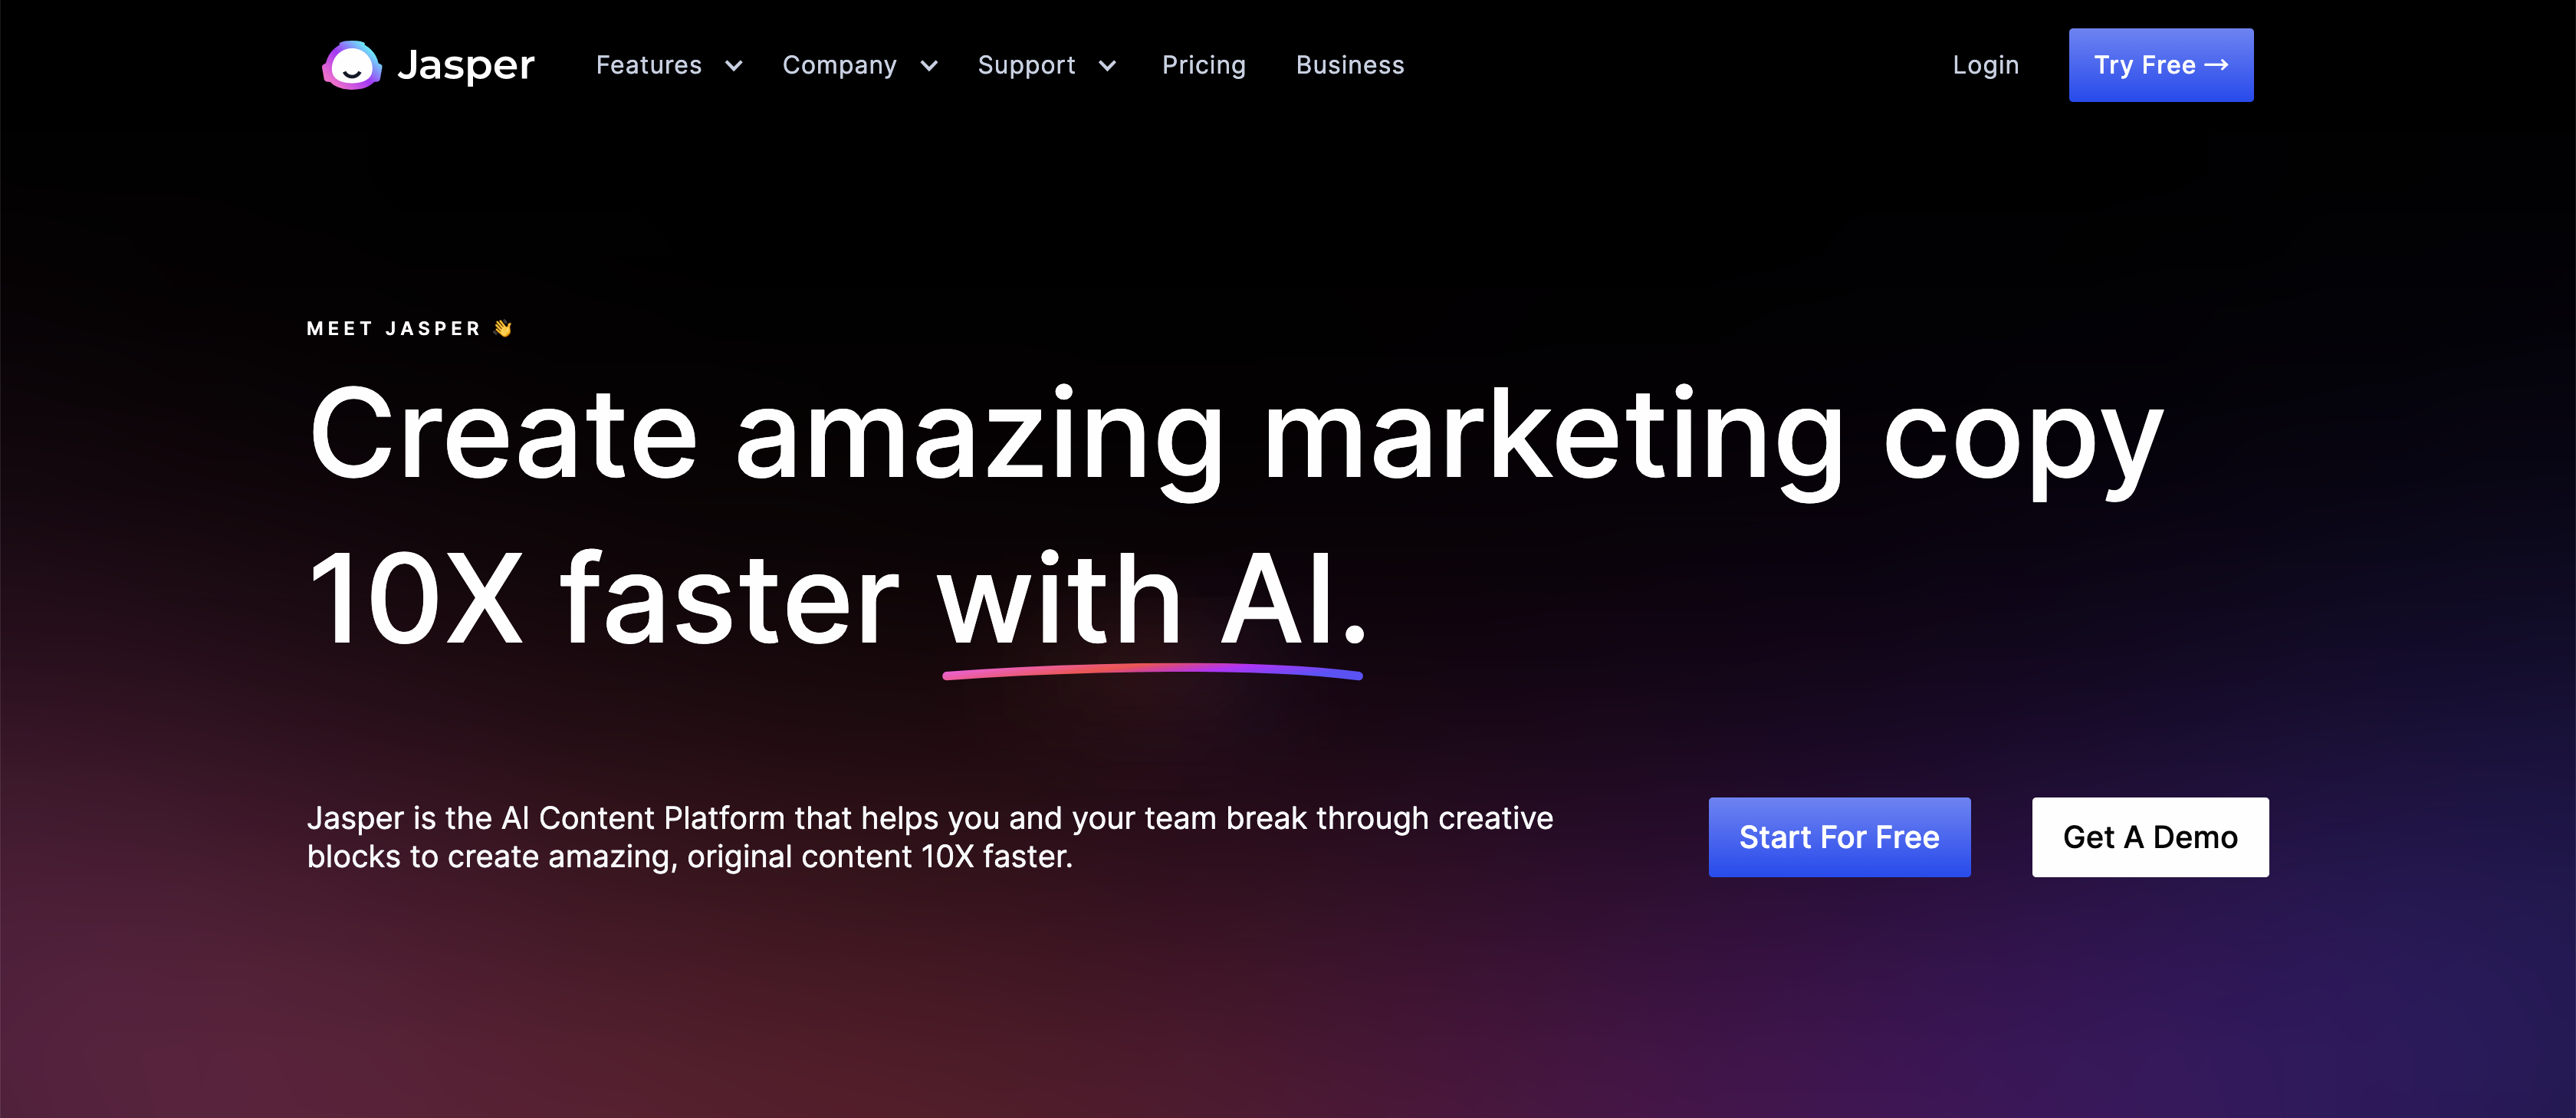 Jasper Features Company Support Pricing Business Login Try Free →
MEET JASPER 👋
Create amazing marketing copy
10X faster with AI.
Jasper is the AI Content Platform that helps you and your team break through creative
blocks to create amazing, original content 10X faster.
Start For Free Get A Demo